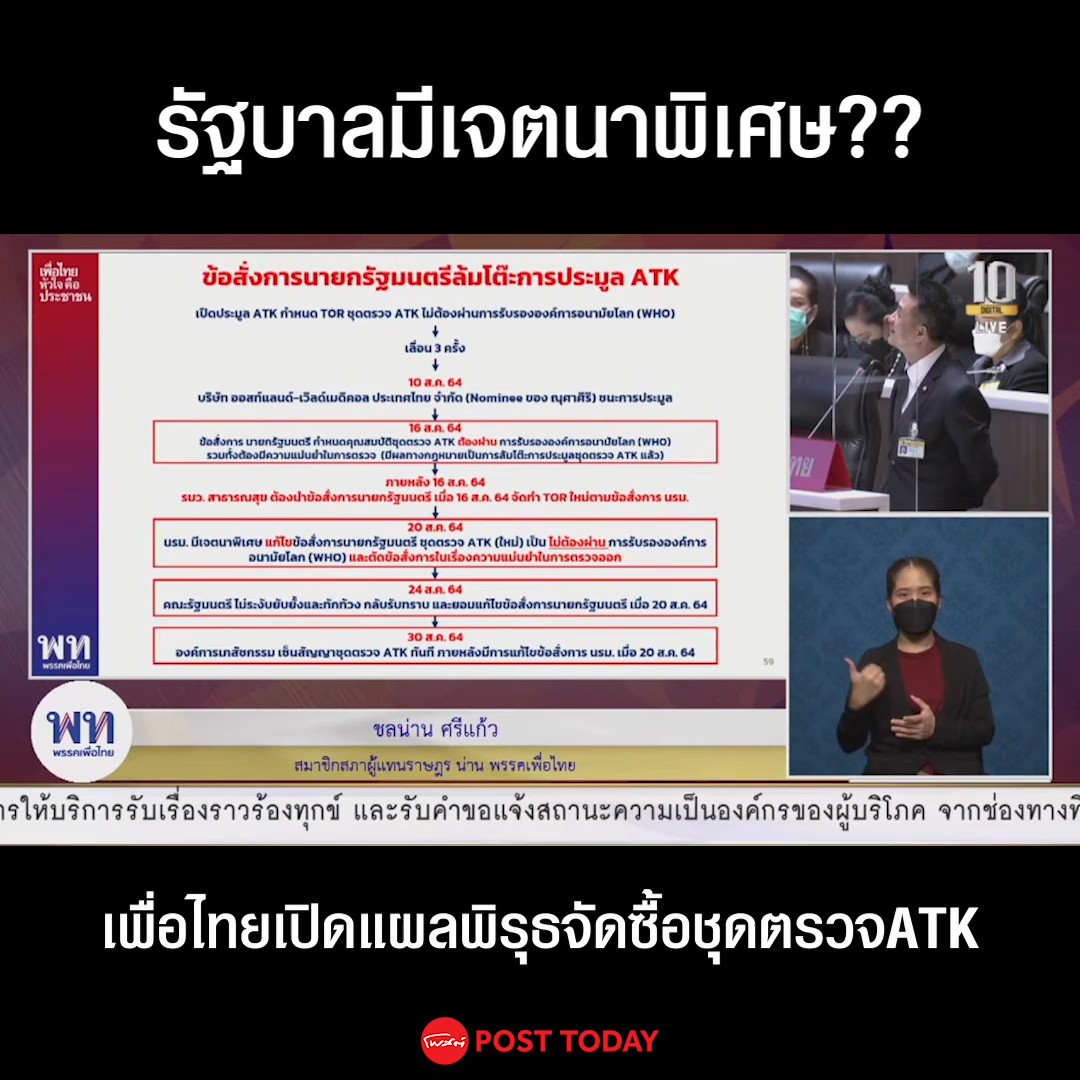 รัฐบาลมีเจตนาพิเศษ??
เพื่อไทย
หัวใจ คือ
ประชาชน
ข้อสั่งการนายกรัฐมนตรีล้มโต๊ะการประมูล ATK
เปิดประมูล ATK กำหนด TOR ชุดตรวจ ATK ไม่ต้องผ่านการรับรององค์การอนามัยโลก (WHO)
เลื่อน 3 ครั้ง
10 ส.ค. 64
บริษัท ออสท์แลนด์-เวิลด์เมดิคอล ประเทศไทย จำกัด (Nominee ของ ณุศาศิริ) ชนะการประมูล
16 ส.ค. 64
ข้อสั่งการ นายกรัฐมนตรี กำหนดคุณสมบัติชุดตรวจ ATK ต้องผ่าน การรับรององค์การอนามัยโลก (WHO)
รวมทั้งต้องมีความแม่นยำในการตรวจ (มีผลทางกฎหมายเป็นการล้มโต๊ะการประมูลชุดตรวจ ATK แล้ว)
ภายหลัง 16 ส.ค. 64
รมว. สาธารณสุข ต้องนำข้อสั่งการนายกรัฐมนตรี เมื่อ 16 ส.ค. 64 จัดทำ TOR ใหม่ตามข้อสั่งการ นรม.
20 ส.ค. 64
นรม. มีเจตนาพิเศษ แก้ไขข้อสั่งการนายกรัฐมนตรี ชุดตรวจ ATK (ใหม่) เป็น ไม่ต้องผ่าน การรับรององค์การ
อนามัยโลก (WHO) และตัดข้อสั่งการในเรื่องความแม่นยำในการตรวจออก
24 ส.ค. 64
คณะรัฐมนตรี ไม่ระงับยับยั้งและทักท้วง กลับรับทราบ และยอมแก้ไขข้อสั่งการนายกรัฐมนตรี เมื่อ 20 ส.ค. 64
30 ส.ค. 64
องค์การเภสัชกรรม เซ็นสัญญาชุดตรวจ ATK ทันที ภายหลังมีการแก้ไขข้อสั่งการ นรม. เมื่อ 20 ส.ค. 64
59
พท
พรรคเพื่อไทย
10
DIGITAL
LIVE
ทย
พท
พรรคเพื่อไทย
ชลน่าน ศรีแก้ว
สมาชิกสภาผู้แทนราษฎร น่าน พรรคเพื่อไทย
ารให้บริการรับเรื่องราวร้องทุกข์ และรับคำขอแจ้งสถานะความเป็นองค์กรของผู้บริโภค จากช่องทางที
เพื่อไทยเปิดแผลพิรุธจัดซื้อชุดตรวจATK
โพสต์ POST TODAY